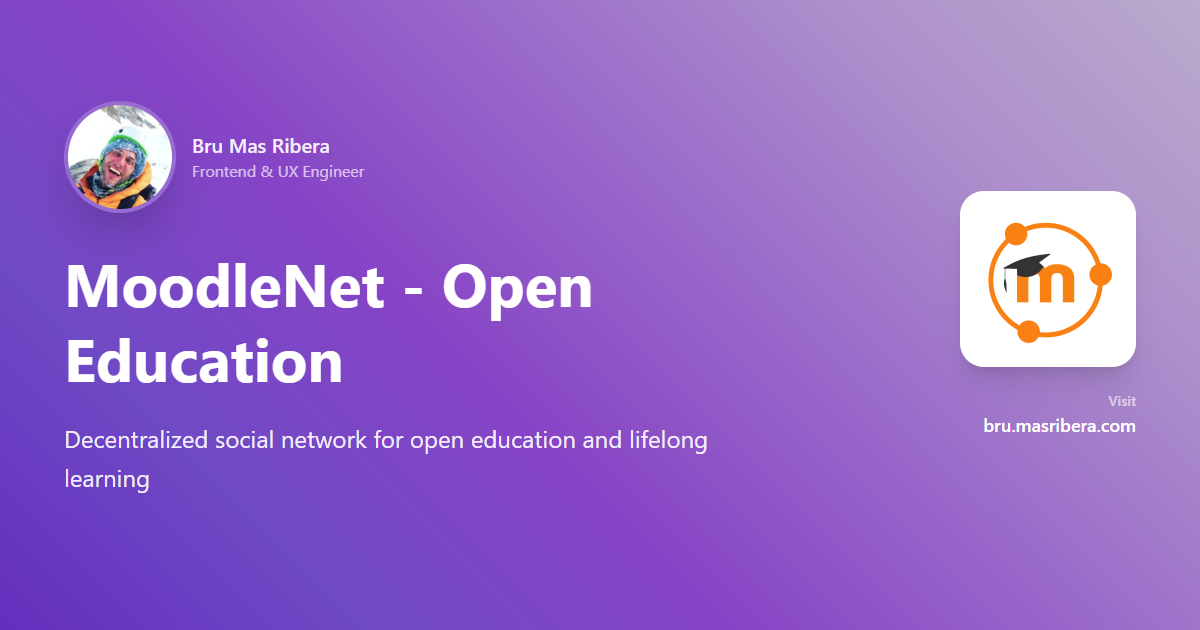 Bru Mas Ribera
Frontend & UX Engineer
MoodleNet - Open
Education
Decentralized social network for open education and lifelong
learning
m
Visit
bru.masribera.com